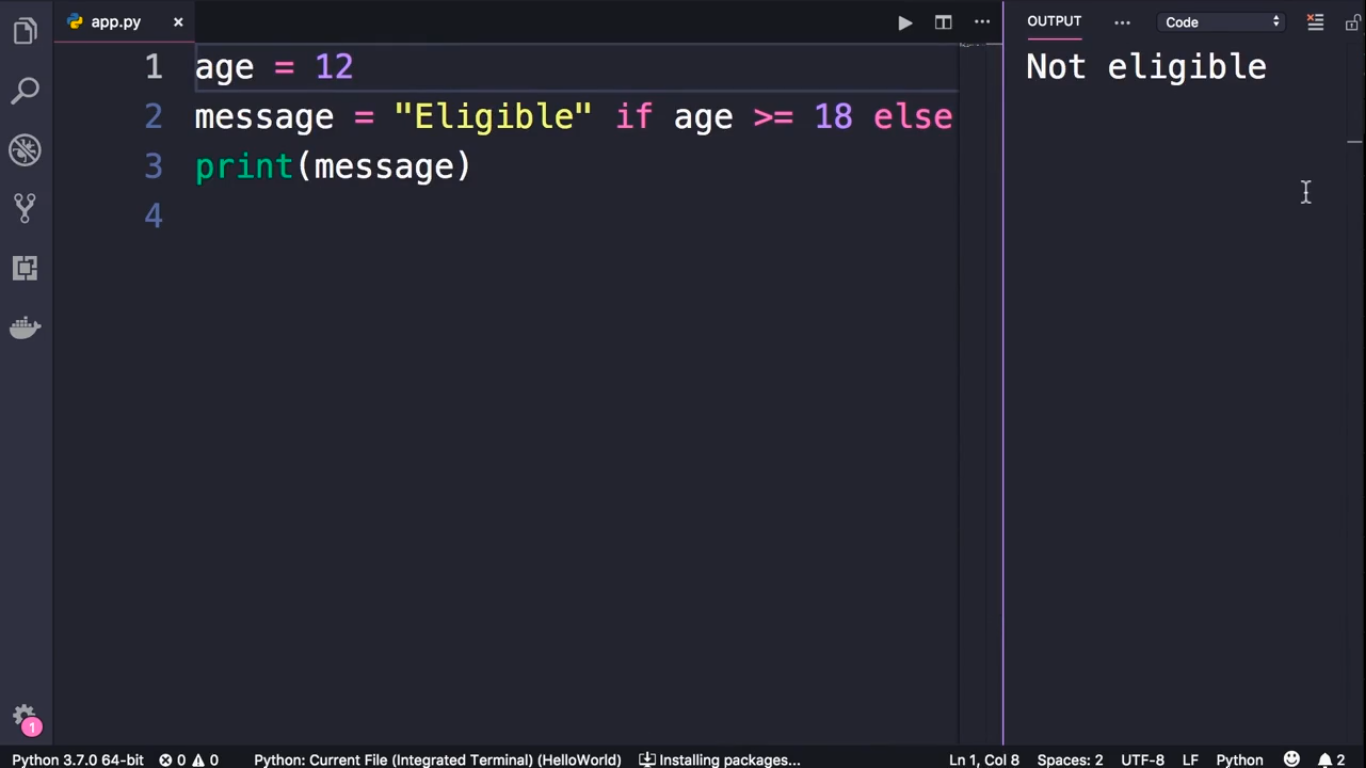 app.py
OUTPUT
Code
1 age = 12
2 message = "Eligible" if age >= 18 else
3 print(message)
4
Not eligible
1
Python 3.7.0 64-bit 0 0 Python: Current File (Integrated Terminal) (HelloWorld) Installing packages... Ln 1, Col 8 Spaces: 2 UTF-8 LF Python 2